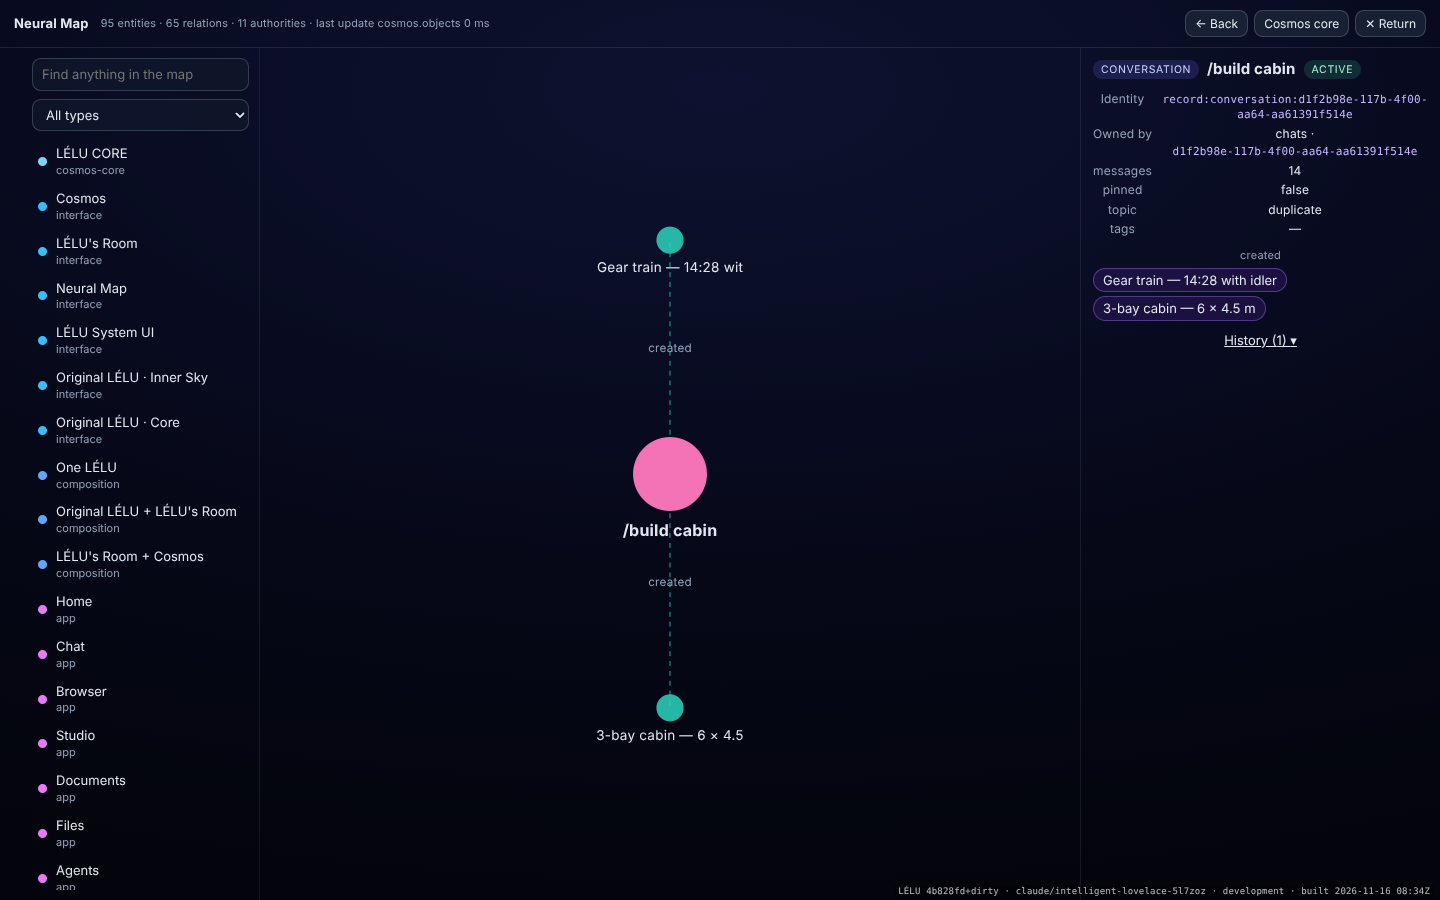 Neural Map 95 entities · 65 relations · 11 authorities · last update cosmos.objects 0 ms
← Back Cosmos core ✕ Return
Find anything in the map
All types
LÉLU CORE
cosmos-core
Cosmos
interface
LÉLU's Room
interface
Neural Map
interface
LÉLU System UI
interface
Original LÉLU · Inner Sky
interface
Original LÉLU · Core
interface
One LÉLU
composition
Original LÉLU + LÉLU's Room
composition
LÉLU's Room + Cosmos
composition
Home
app
Chat
app
Browser
app
Studio
app
Documents
app
Files
app
Agents
app
Gear train — 14:28 wit
created
/build cabin
created
3-bay cabin — 6 × 4.5
CONVERSATION /build cabin ACTIVE
Identity record:conversation:d1f2b98e-117b-4f00-
aa64-aa61391f514e
Owned by chats ·
d1f2b98e-117b-4f00-aa64-aa61391f514e
messages 14
pinned false
topic duplicate
tags —
created
Gear train — 14:28 with idler
3-bay cabin — 6 × 4.5 m
History (1) ▾
LÉLU 4b828fd+dirty · claude/intelligent-lovelace-5l7zoz · development · built 2026-11-16 08:34Z